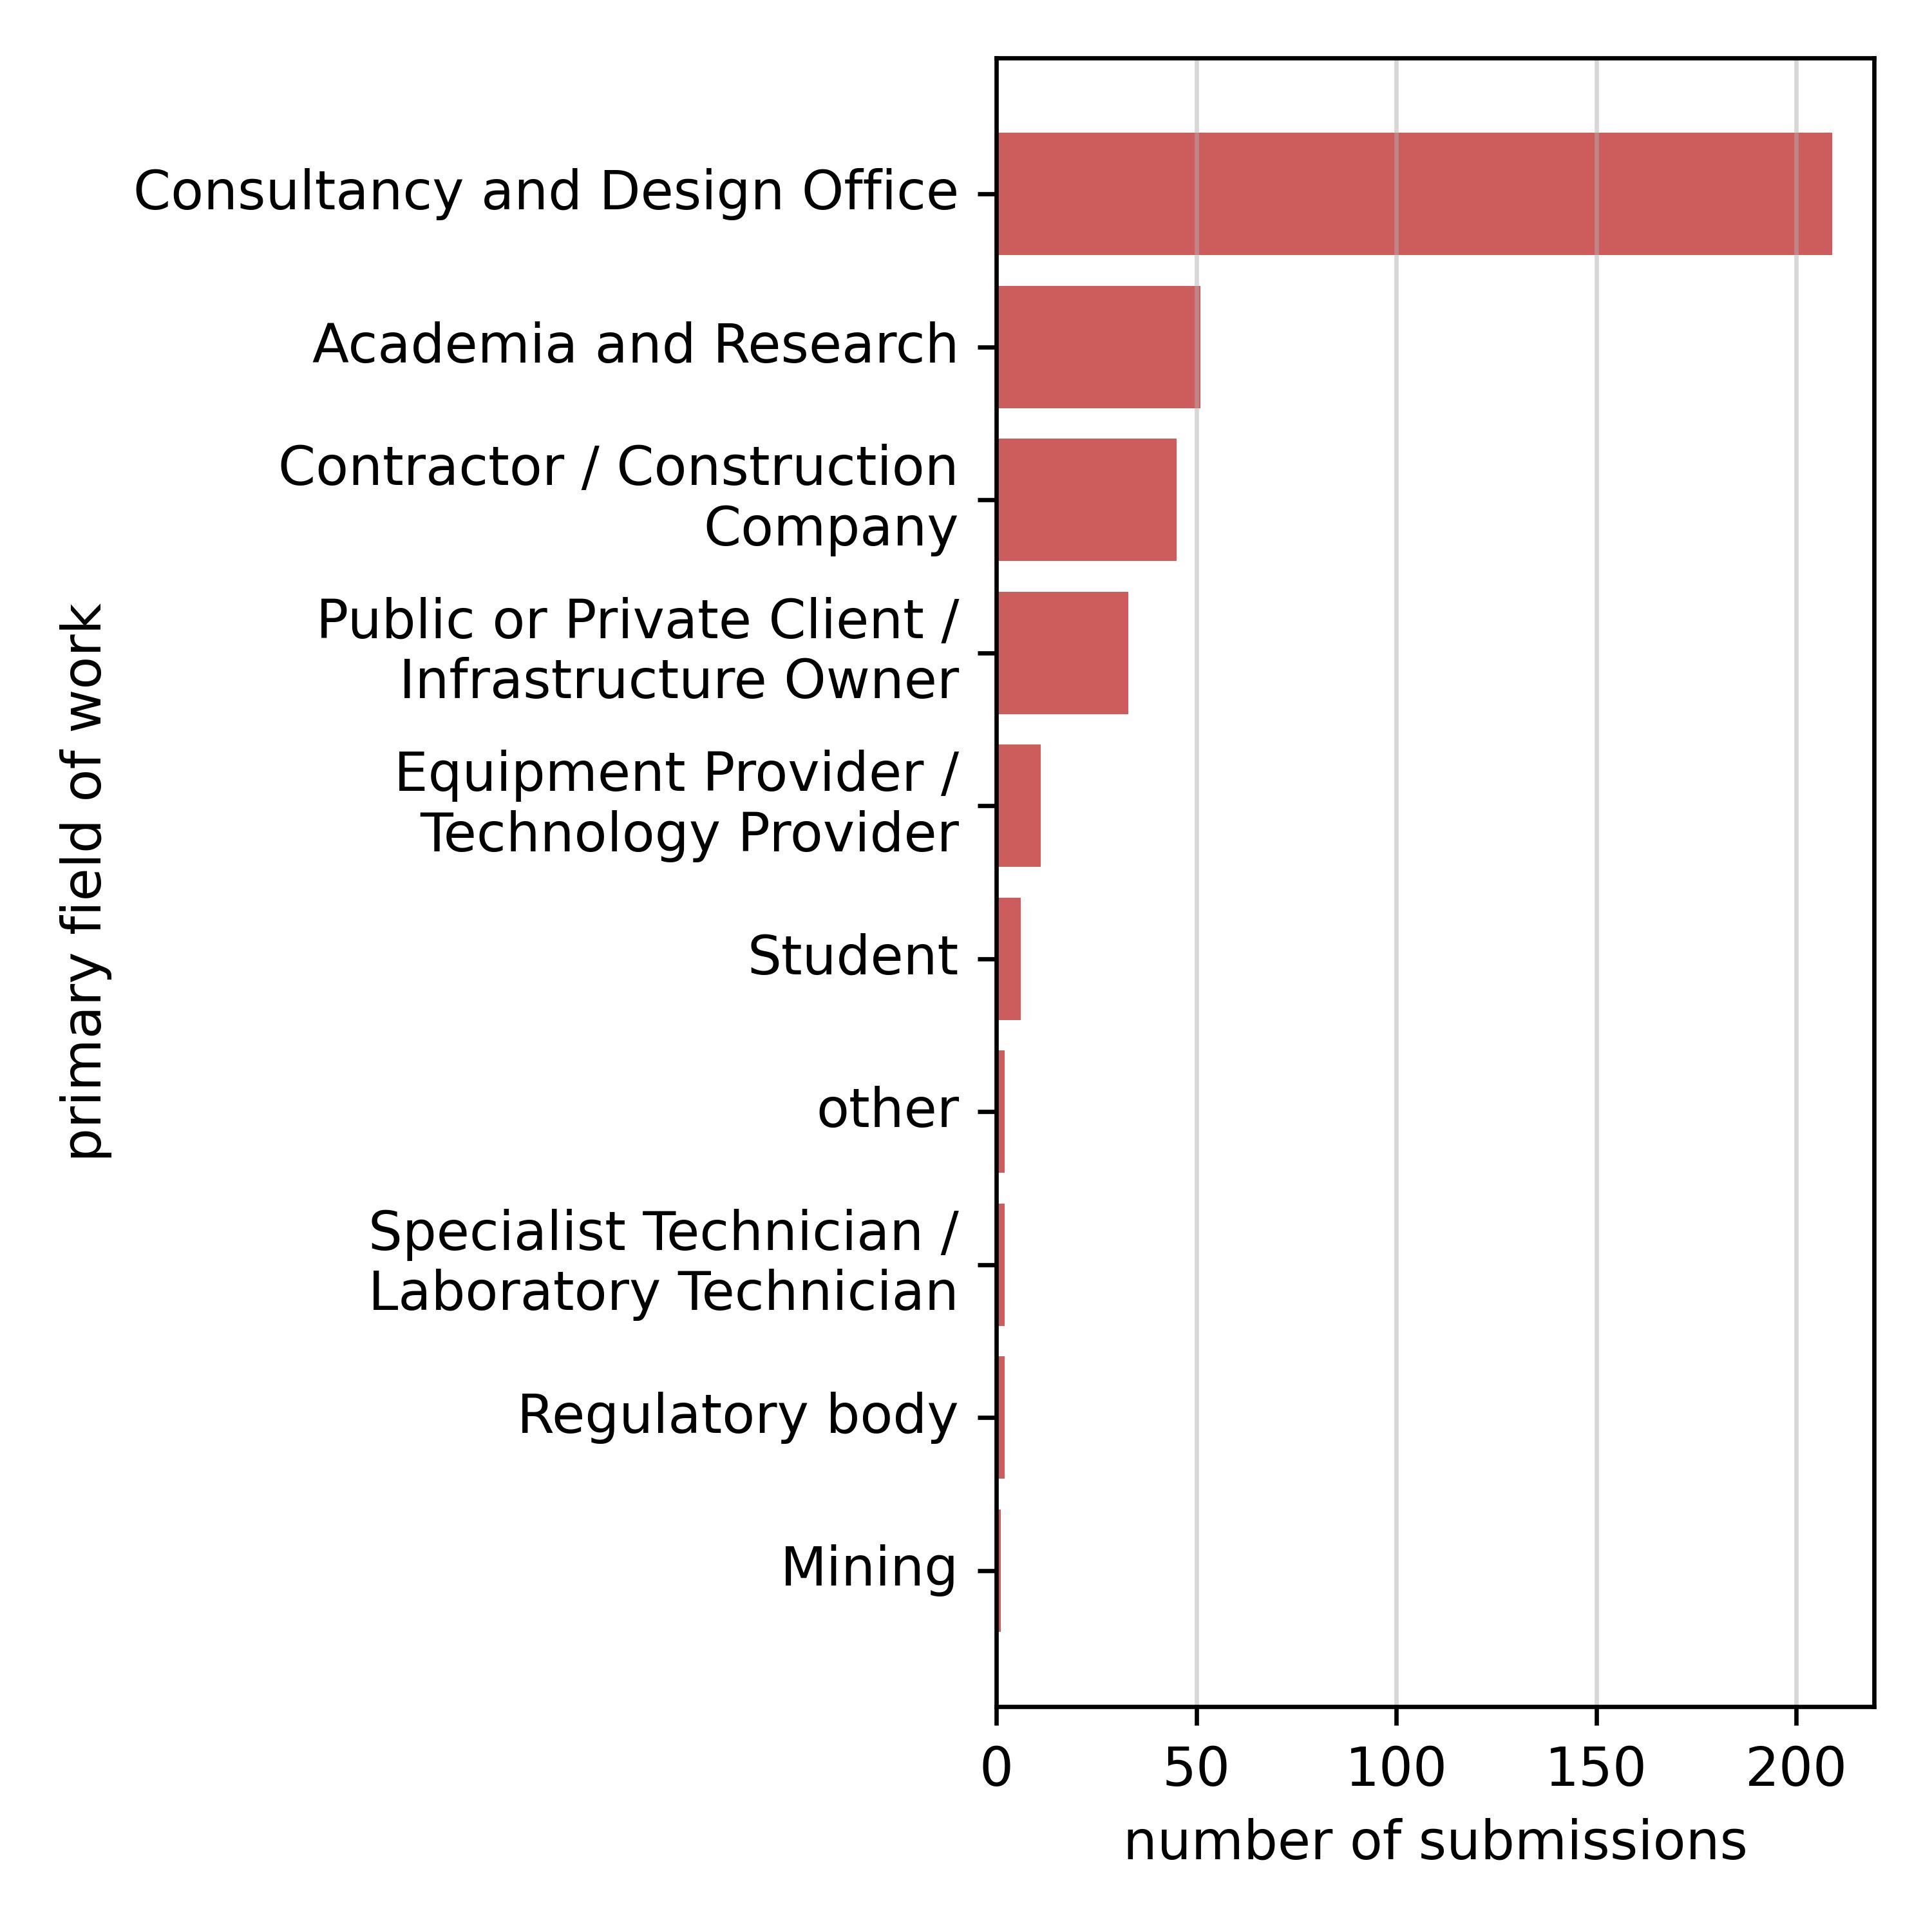 Consultancy and Design Office
Academia and Research
Contractor / Construction
Company
Public or Private Client /
Infrastructure Owner
Equipment Provider /
Technology Provider
Student
other
Specialist Technician /
Laboratory Technician
Regulatory body
Mining
primary field of work
0 50 100 150 200
number of submissions